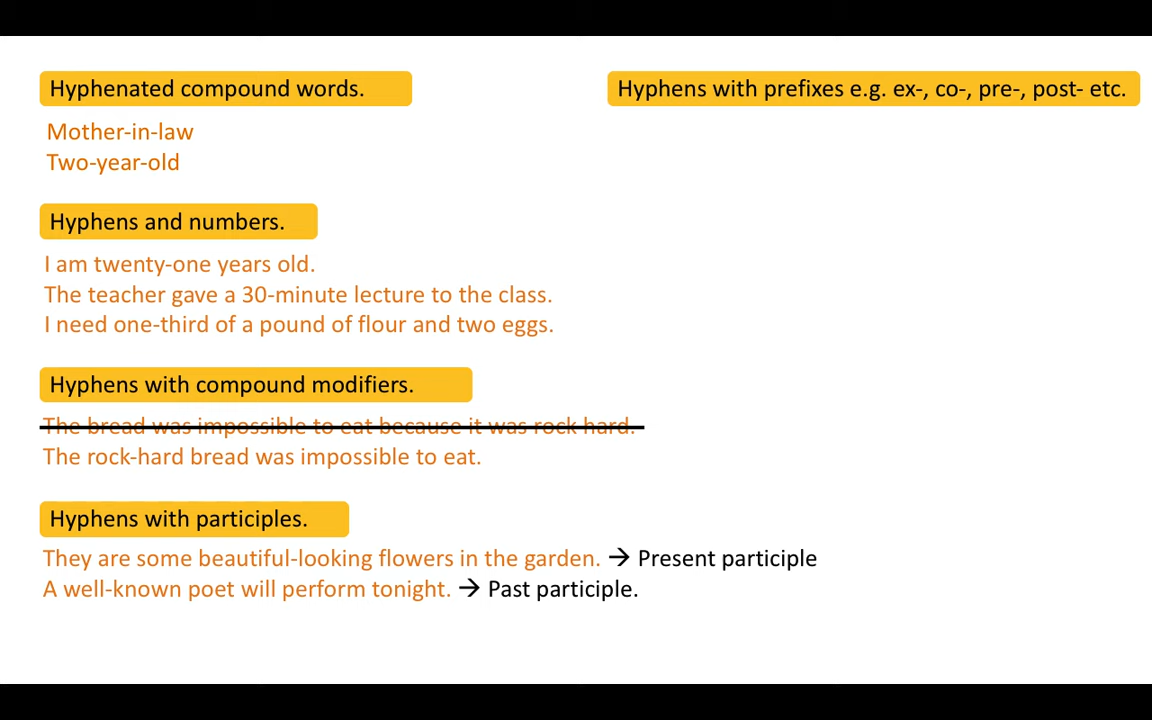 Hyphenated compound words.
Mother-in-law
Two-year-old
Hyphens and numbers.
I am twenty-one years old.
The teacher gave a 30-minute lecture to the class.
I need one-third of a pound of flour and two eggs.
Hyphens with compound modifiers.
The bread was impossible to eat because it was rock hard.
The rock-hard bread was impossible to eat.
Hyphens with participles.
They are some beautiful-looking flowers in the garden. → Present participle
A well-known poet will perform tonight. → Past participle.
Hyphens with prefixes e.g. ex-, co-, pre-, post- etc.